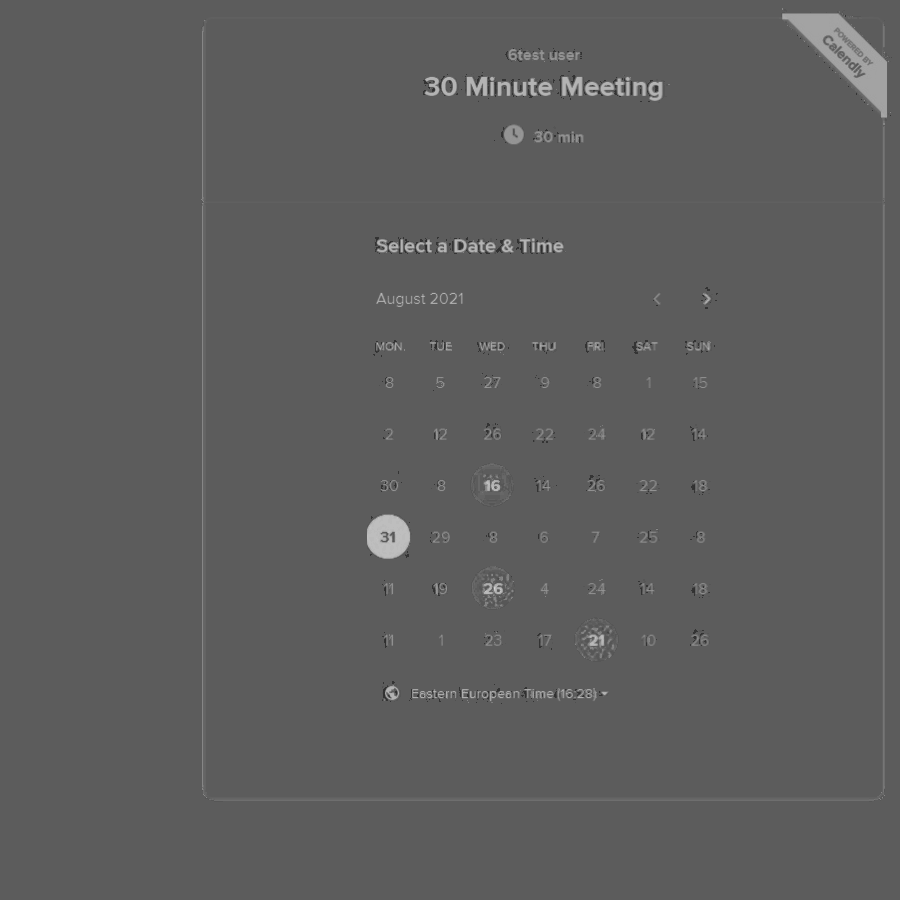 POWERED BY
Calendly
6test user
30 Minute Meeting
30 min
Select a Date & Time
August 2021
MON TUE WED THU FRI SAT SUN
8 5 27 9 8 1 15
2 12 26 22 24 12 14
30 8 16 14 26 22 18
31 29 8 6 7 25 8
11 19 26 4 24 14 18
11 1 23 17 21 10 26
Eastern European Time (16:28)